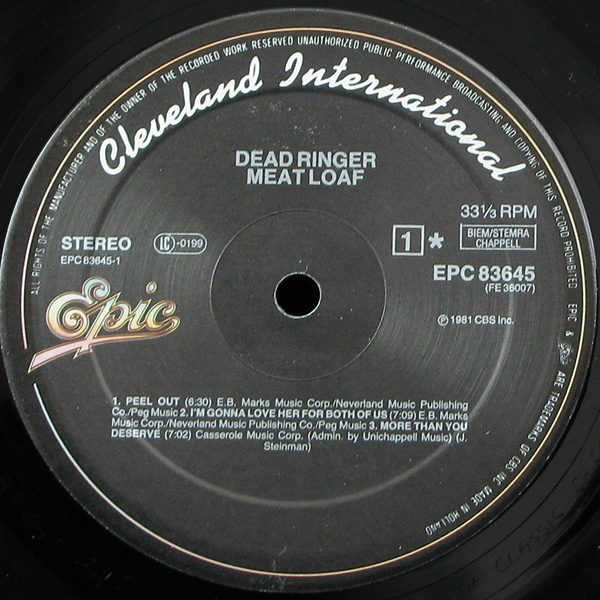 ALL RIGHTS OF THE MANUFACTURER AND OF THE OWNER OF THE RECORDED WORK RESERVED UNAUTHORIZED PUBLIC PERFORMANCE BROADCASTING AND COPYING OF THIS RECORD PROHIBITED EPIC & Epic ARE TRADEMARKS OF CBS INC MADE IN HOLLAND
Cleveland International
DEAD RINGER
MEAT LOAF
33⅓ RPM
STEREO
LC-0199
1 *
BIEM/STEMRA
CHAPPELL
EPC 83645-1
EPC 83645
(FE 36007)
Epic
℗ 1981 CBS Inc.
1. PEEL OUT (6:30) E.B. Marks Music Corp./Neverland Music Publishing
Co./Peg Music 2. I'M GONNA LOVE HER FOR BOTH OF US (7:09) E.B. Marks
Music Corp./Neverland Music Publishing Co./Peg Music 3. MORE THAN YOU
DESERVE (7:02) Casserole Music Corp. (Admin. by Unichappell Music) (J.
Steinman)